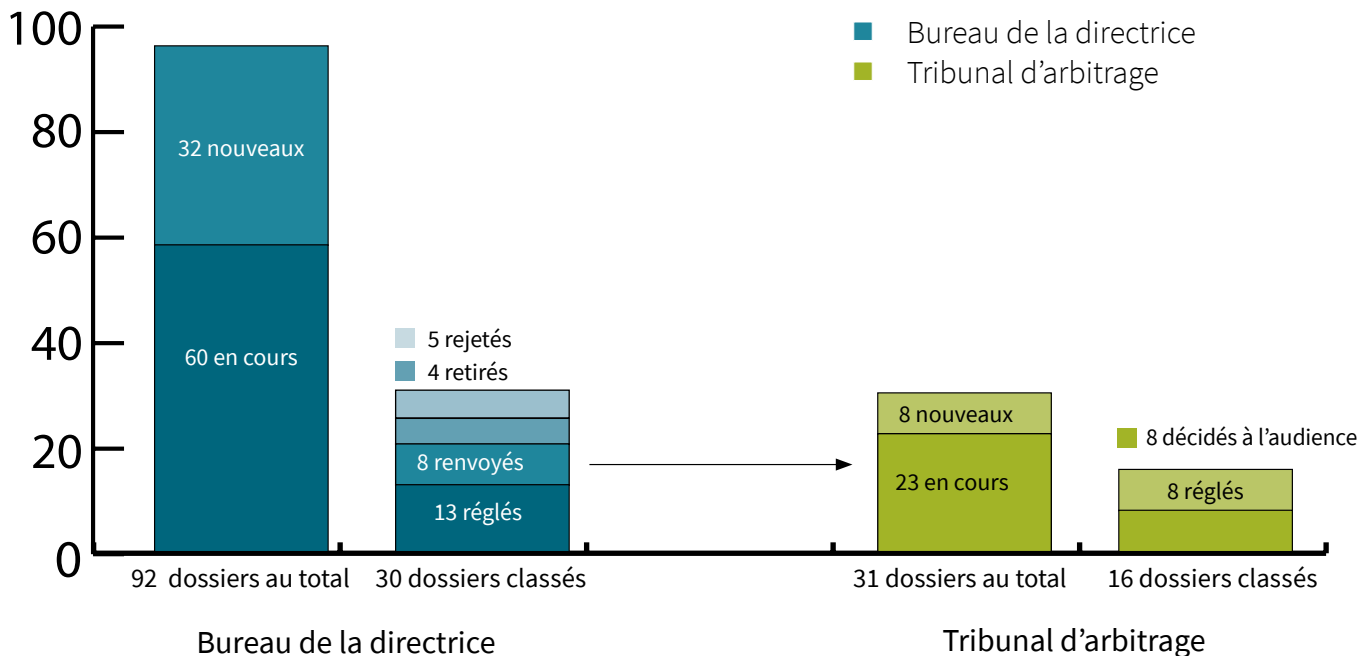 100
80
60
40
20
0
Bureau de la directrice
Tribunal d'arbitrage
32 nouveaux
60 en cours
5 rejetés
4 retirés
8 renvoyés
13 réglés
8 nouveaux
23 en cours
8 décidés à l’audience
8 réglés
92 dossiers au total
30 dossiers classés
31 dossiers au total
16 dossiers classés
Bureau de la directrice
Tribunal d’arbitrage